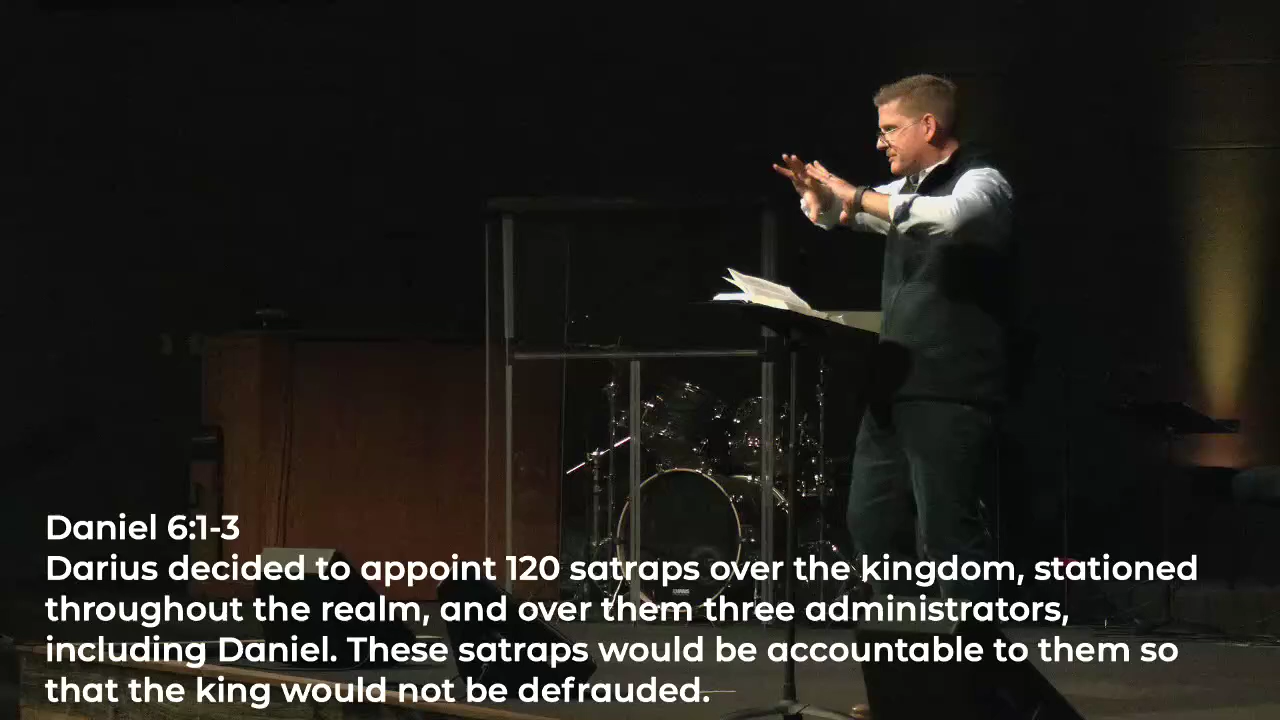 Daniel 6:1-3
Darius decided to appoint 120 satraps over the kingdom, stationed
throughout the realm, and over them three administrators,
including Daniel. These satraps would be accountable to them so
that the king would not be defrauded.